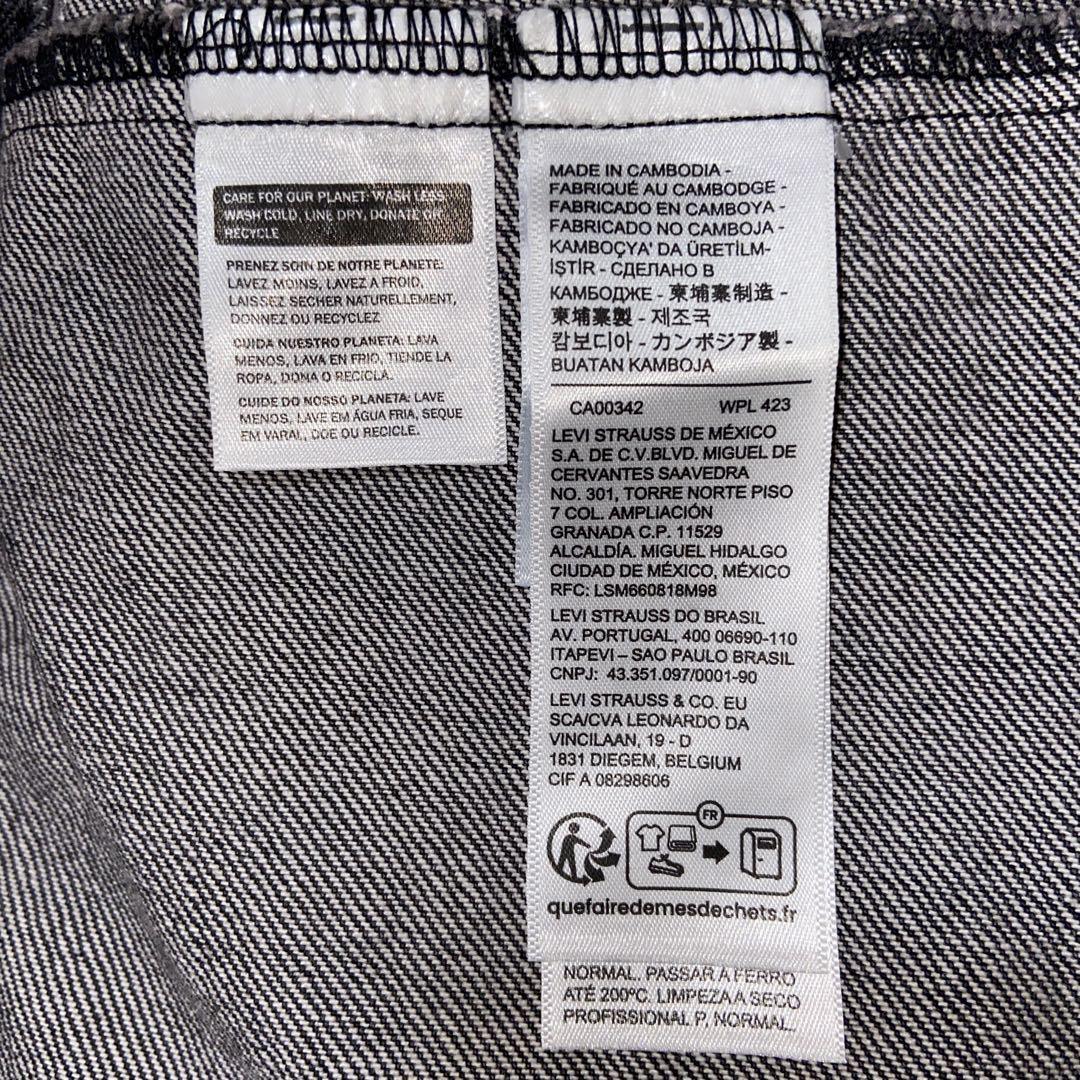 CARE FOR OUR PLANET: WASH LESS
WASH COLD, LINE DRY, DONATE OR
RECYCLE
PRENEZ SOIN DE NOTRE PLANETE:
LAVEZ MOINS, LAVEZ A FROID,
LAISSEZ SECHER NATURELLEMENT,
DONNEZ OU RECYCLEZ
CUIDA NUESTRO PLANETA: LAVA
MENOS, LAVA EN FRIO, TIENDE LA
ROPA, DONA O RECICLA.
CUIDE DO NOSSO PLANETA: LAVE
MENOS, LAVE EM ÁGUA FRIA, SEQUE
EM VARAL, DOE OU RECICLE.
MADE IN CAMBODIA -
FABRIQUÉ AU CAMBODGE -
FABRICADO EN CAMBOYA -
FABRICADO NO CAMBOJA -
KAMBOÇYA' DA ÜRETİLM-
İŞTİR - СДЕЛАНО В
КАМБОДЖЕ - 柬埔寨制造 -
柬埔寨製 - 제조국
캄보디아 - カンボジア製 -
BUATAN KAMBOJA
CA00342 WPL 423
LEVI STRAUSS DE MÉXICO
S.A. DE C.V.BLVD. MIGUEL DE
CERVANTES SAAVEDRA
NO. 301, TORRE NORTE PISO
7 COL. AMPLIACIÓN
GRANADA C.P. 11529
ALCALDÍA. MIGUEL HIDALGO
CIUDAD DE MÉXICO, MÉXICO
RFC: LSM660818M98
LEVI STRAUSS DO BRASIL
AV. PORTUGAL, 400 06690-110
ITAPEVI – SAO PAULO BRASIL
CNPJ: 43.351.097/0001-90
LEVI STRAUSS & CO. EU
SCA/CVA LEONARDO DA
VINCILAAN, 19 - D
1831 DIEGEM, BELGIUM
CIF A 08298606
FR
quefairedemesdechets.fr
NORMAL. PASSAR A FERRO
ATÉ 200ºC. LIMPEZA A SECO
PROFISSIONAL P, NORMAL.